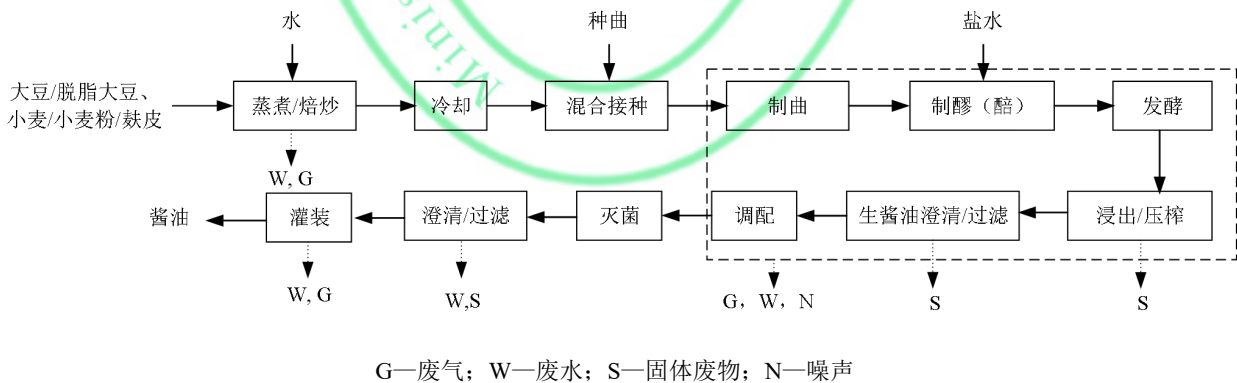 水
种曲
盐水
大豆/脱脂大豆、
小麦/小麦粉/麸皮
蒸煮/焙炒
冷却
混合接种
制曲
制醪（醅）
发酵
W, G
酱油
灌装
澄清/过滤
灭菌
调配
生酱油澄清/过滤
浸出/压榨
W, G
W,S
G，W，N
S
S
G—废气；W—废水；S—固体废物；N—噪声
Minis